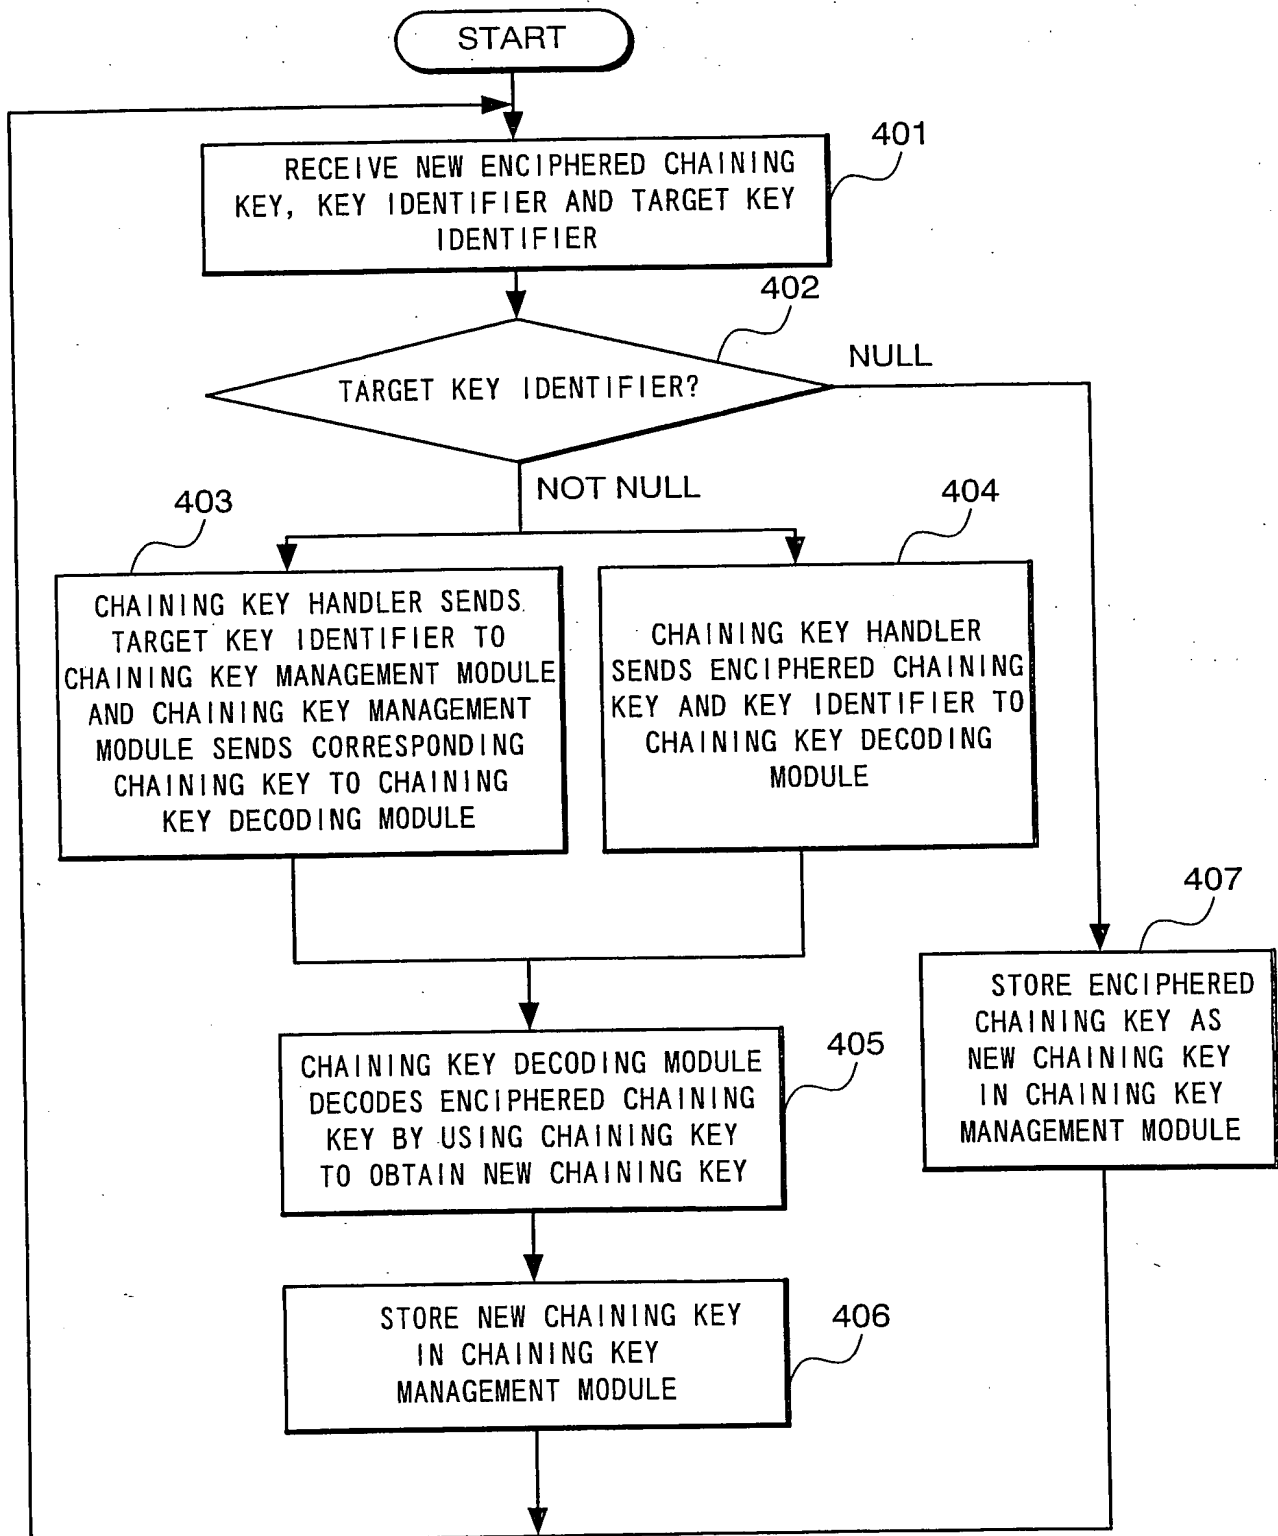 START
401
RECEIVE NEW ENCIPHERED CHAINING
KEY, KEY IDENTIFIER AND TARGET KEY
IDENTIFIER
402
TARGET KEY IDENTIFIER?
NULL
NOT NULL
403
CHAINING KEY HANDLER SENDS
TARGET KEY IDENTIFIER TO
CHAINING KEY MANAGEMENT MODULE
AND CHAINING KEY MANAGEMENT
MODULE SENDS CORRESPONDING
CHAINING KEY TO CHAINING
KEY DECODING MODULE
404
CHAINING KEY HANDLER
SENDS ENCIPHERED CHAINING
KEY AND KEY IDENTIFIER TO
CHAINING KEY DECODING
MODULE
407
STORE ENCIPHERED
CHAINING KEY AS
NEW CHAINING KEY
IN CHAINING KEY
MANAGEMENT MODULE
405
CHAINING KEY DECODING MODULE
DECODES ENCIPHERED CHAINING
KEY BY USING CHAINING KEY
TO OBTAIN NEW CHAINING KEY
406
STORE NEW CHAINING KEY
IN CHAINING KEY
MANAGEMENT MODULE